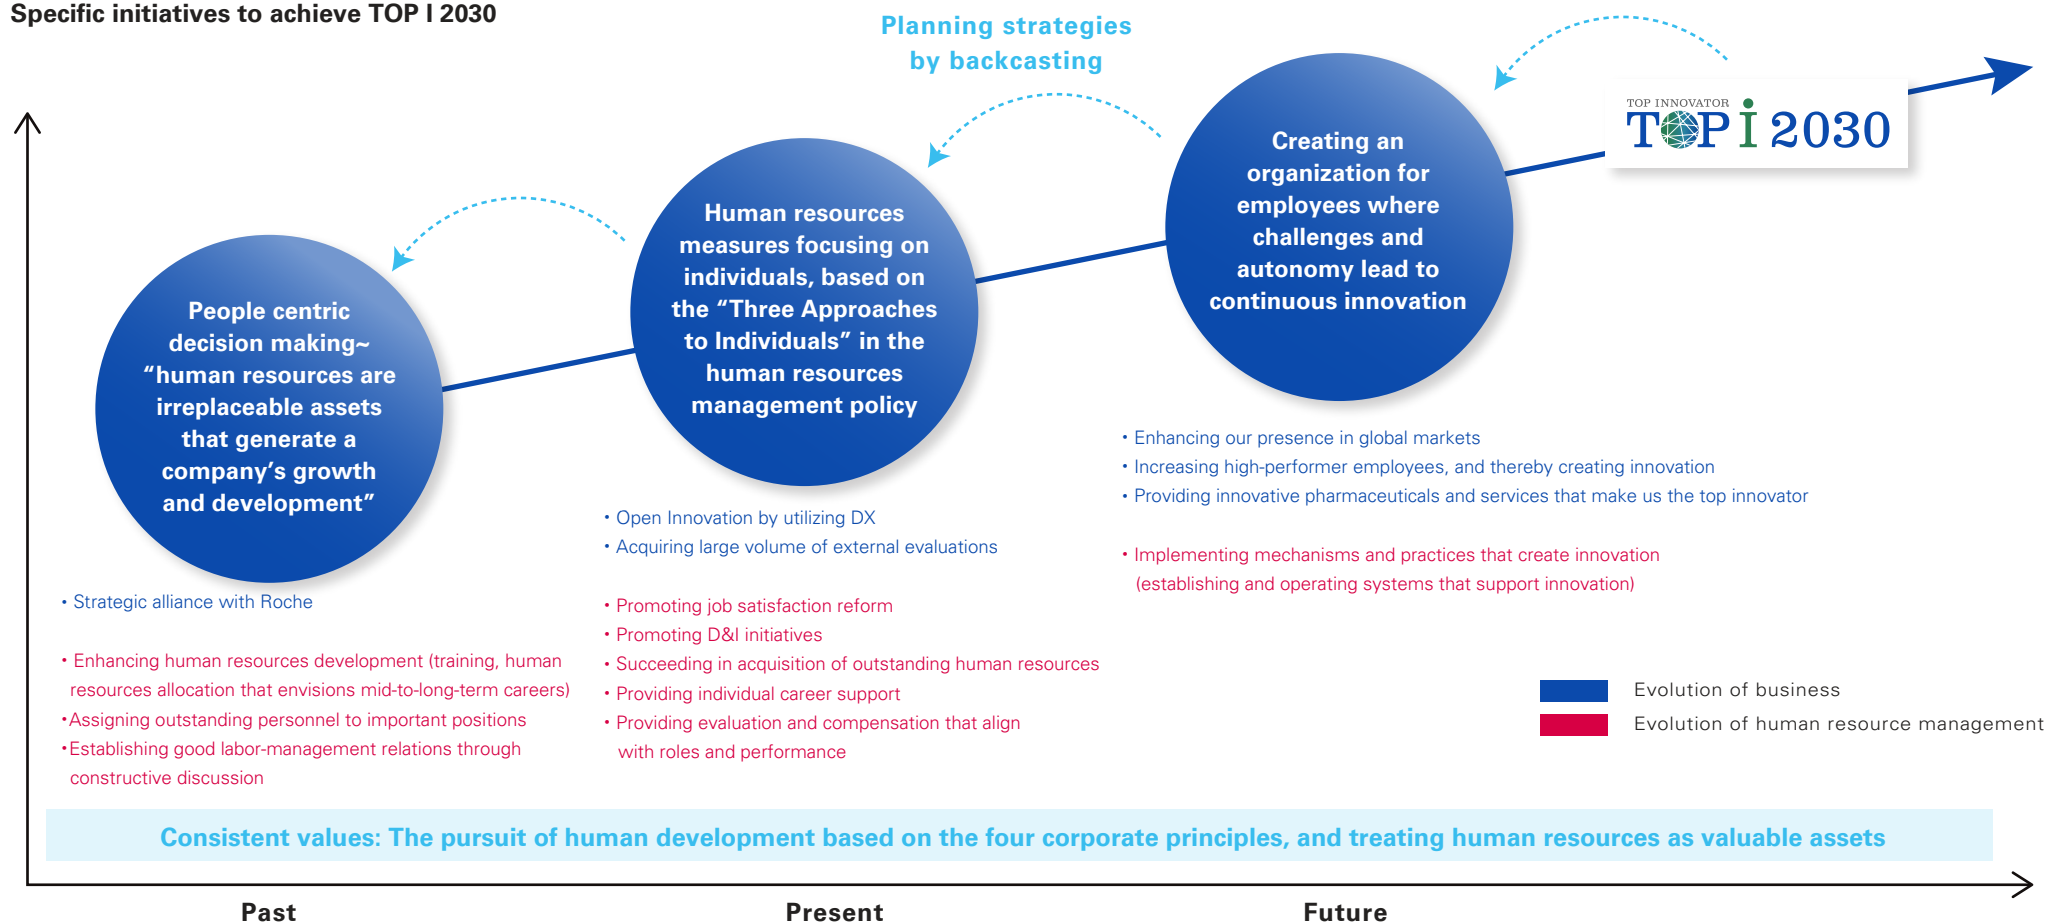 Specific initiatives to achieve TOP I 2030
Planning strategies
by backcasting
TOP INNOVATOR
TOP i 2030
People centric
decision making~
“human resources are
irreplaceable assets
that generate a
company’s growth
and development”
Human resources
measures focusing on
individuals, based on
the “Three Approaches
to Individuals” in the
human resources
management policy
Creating an
organization for
employees where
challenges and
autonomy lead to
continuous innovation
・Strategic alliance with Roche
・Enhancing human resources development (training, human
resources allocation that envisions mid-to-long-term careers)
・Assigning outstanding personnel to important positions
・Establishing good labor-management relations through
constructive discussion
・Open Innovation by utilizing DX
・Acquiring large volume of external evaluations
・Promoting job satisfaction reform
・Promoting D&I initiatives
・Succeeding in acquisition of outstanding human resources
・Providing individual career support
・Providing evaluation and compensation that align
with roles and performance
・Enhancing our presence in global markets
・Increasing high-performer employees, and thereby creating innovation
・Providing innovative pharmaceuticals and services that make us the top innovator
・Implementing mechanisms and practices that create innovation
(establishing and operating systems that support innovation)
Evolution of business
Evolution of human resource management
Consistent values: The pursuit of human development based on the four corporate principles, and treating human resources as valuable assets
Past
Present
Future